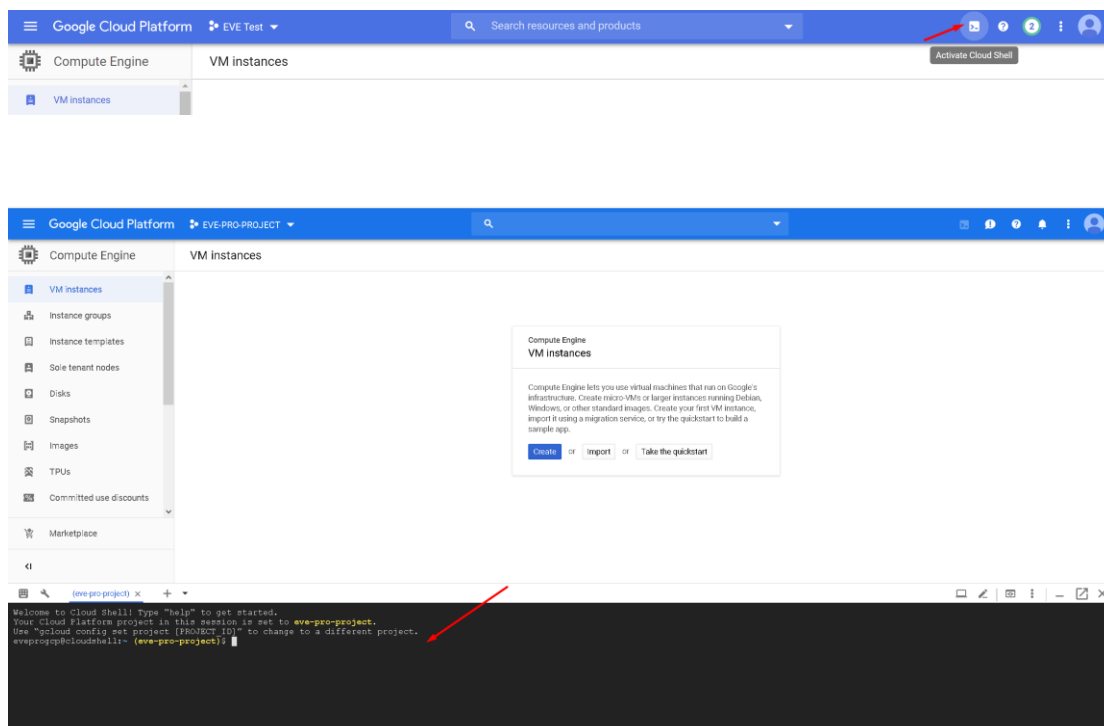 Google Cloud Platform EVE Test Search resources and products 2
Activate Cloud Shell
Compute Engine VM instances
VM instances
Google Cloud Platform EVE-PRO-PROJECT
Compute Engine VM instances
VM instances
Instance groups
Instance templates
Sole tenant nodes
Disks
Snapshots
Images
TPUs
Committed use discounts
Marketplace
Compute Engine
VM instances
Compute Engine lets you use virtual machines that run on Google's
infrastructure. Create micro-VMs or larger instances running Debian,
Windows, or other standard images. Create your first VM instance,
import it using a migration service, or try the quickstart to build a
sample app.
Create or Import or Take the quickstart
(eve-pro-project) × + 
Welcome to Cloud Shell! Type "help" to get started.
Your Cloud Platform project in this session is set to eve-pro-project.
Use "gcloud config set project [PROJECT_ID]" to change to a different project.
eveprogcp@cloudshell:~ (eve-pro-project)$